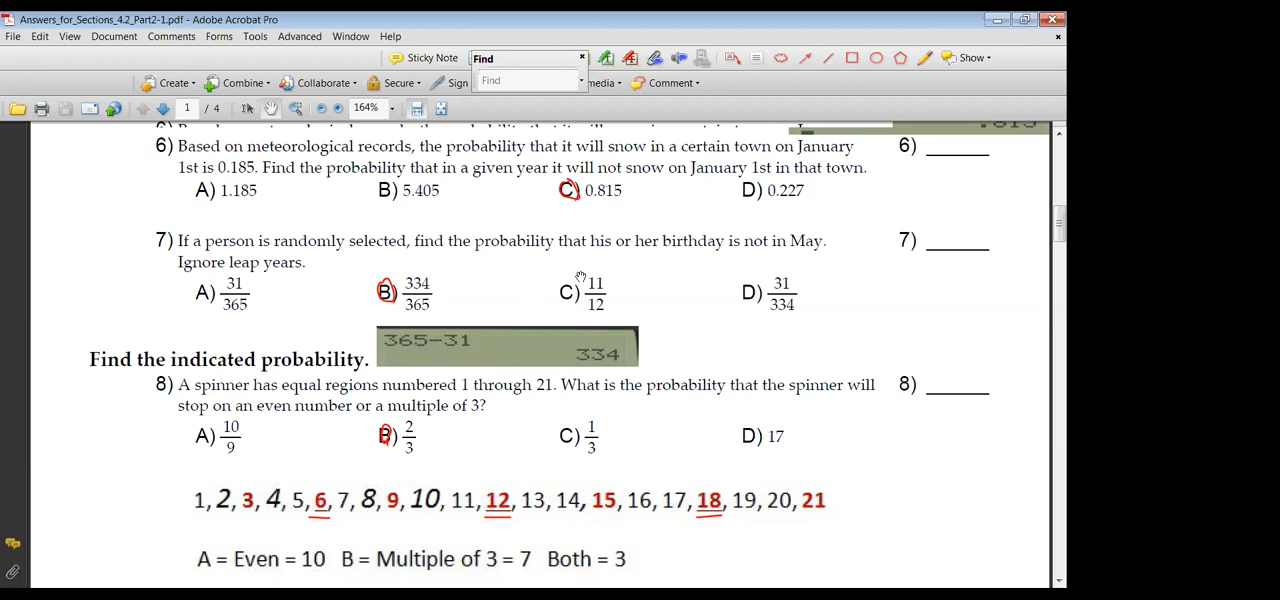 Answers_for_Sections_4.2_Part2-1.pdf - Adobe Acrobat Pro
File Edit View Document Comments Forms Tools Advanced Window Help
Sticky Note Find Show
Create Combine Collaborate Secure Sign Find media Comment
1 / 4 164%
6) Based on meteorological records, the probability that it will snow in a certain town on January 6)
1st is 0.185. Find the probability that in a given year it will not snow on January 1st in that town.
A) 1.185 B) 5.405 C) 0.815 D) 0.227
7) If a person is randomly selected, find the probability that his or her birthday is not in May. 7)
Ignore leap years.
A) 31/365 B) 334/365 C) 11/12 D) 31/334
365-31
334
Find the indicated probability.
8) A spinner has equal regions numbered 1 through 21. What is the probability that the spinner will 8)
stop on an even number or a multiple of 3?
A) 10/9 B) 2/3 C) 1/3 D) 17
1, 2, 3, 4, 5, 6, 7, 8, 9, 10, 11, 12, 13, 14, 15, 16, 17, 18, 19, 20, 21
A = Even = 10 B = Multiple of 3 = 7 Both = 3